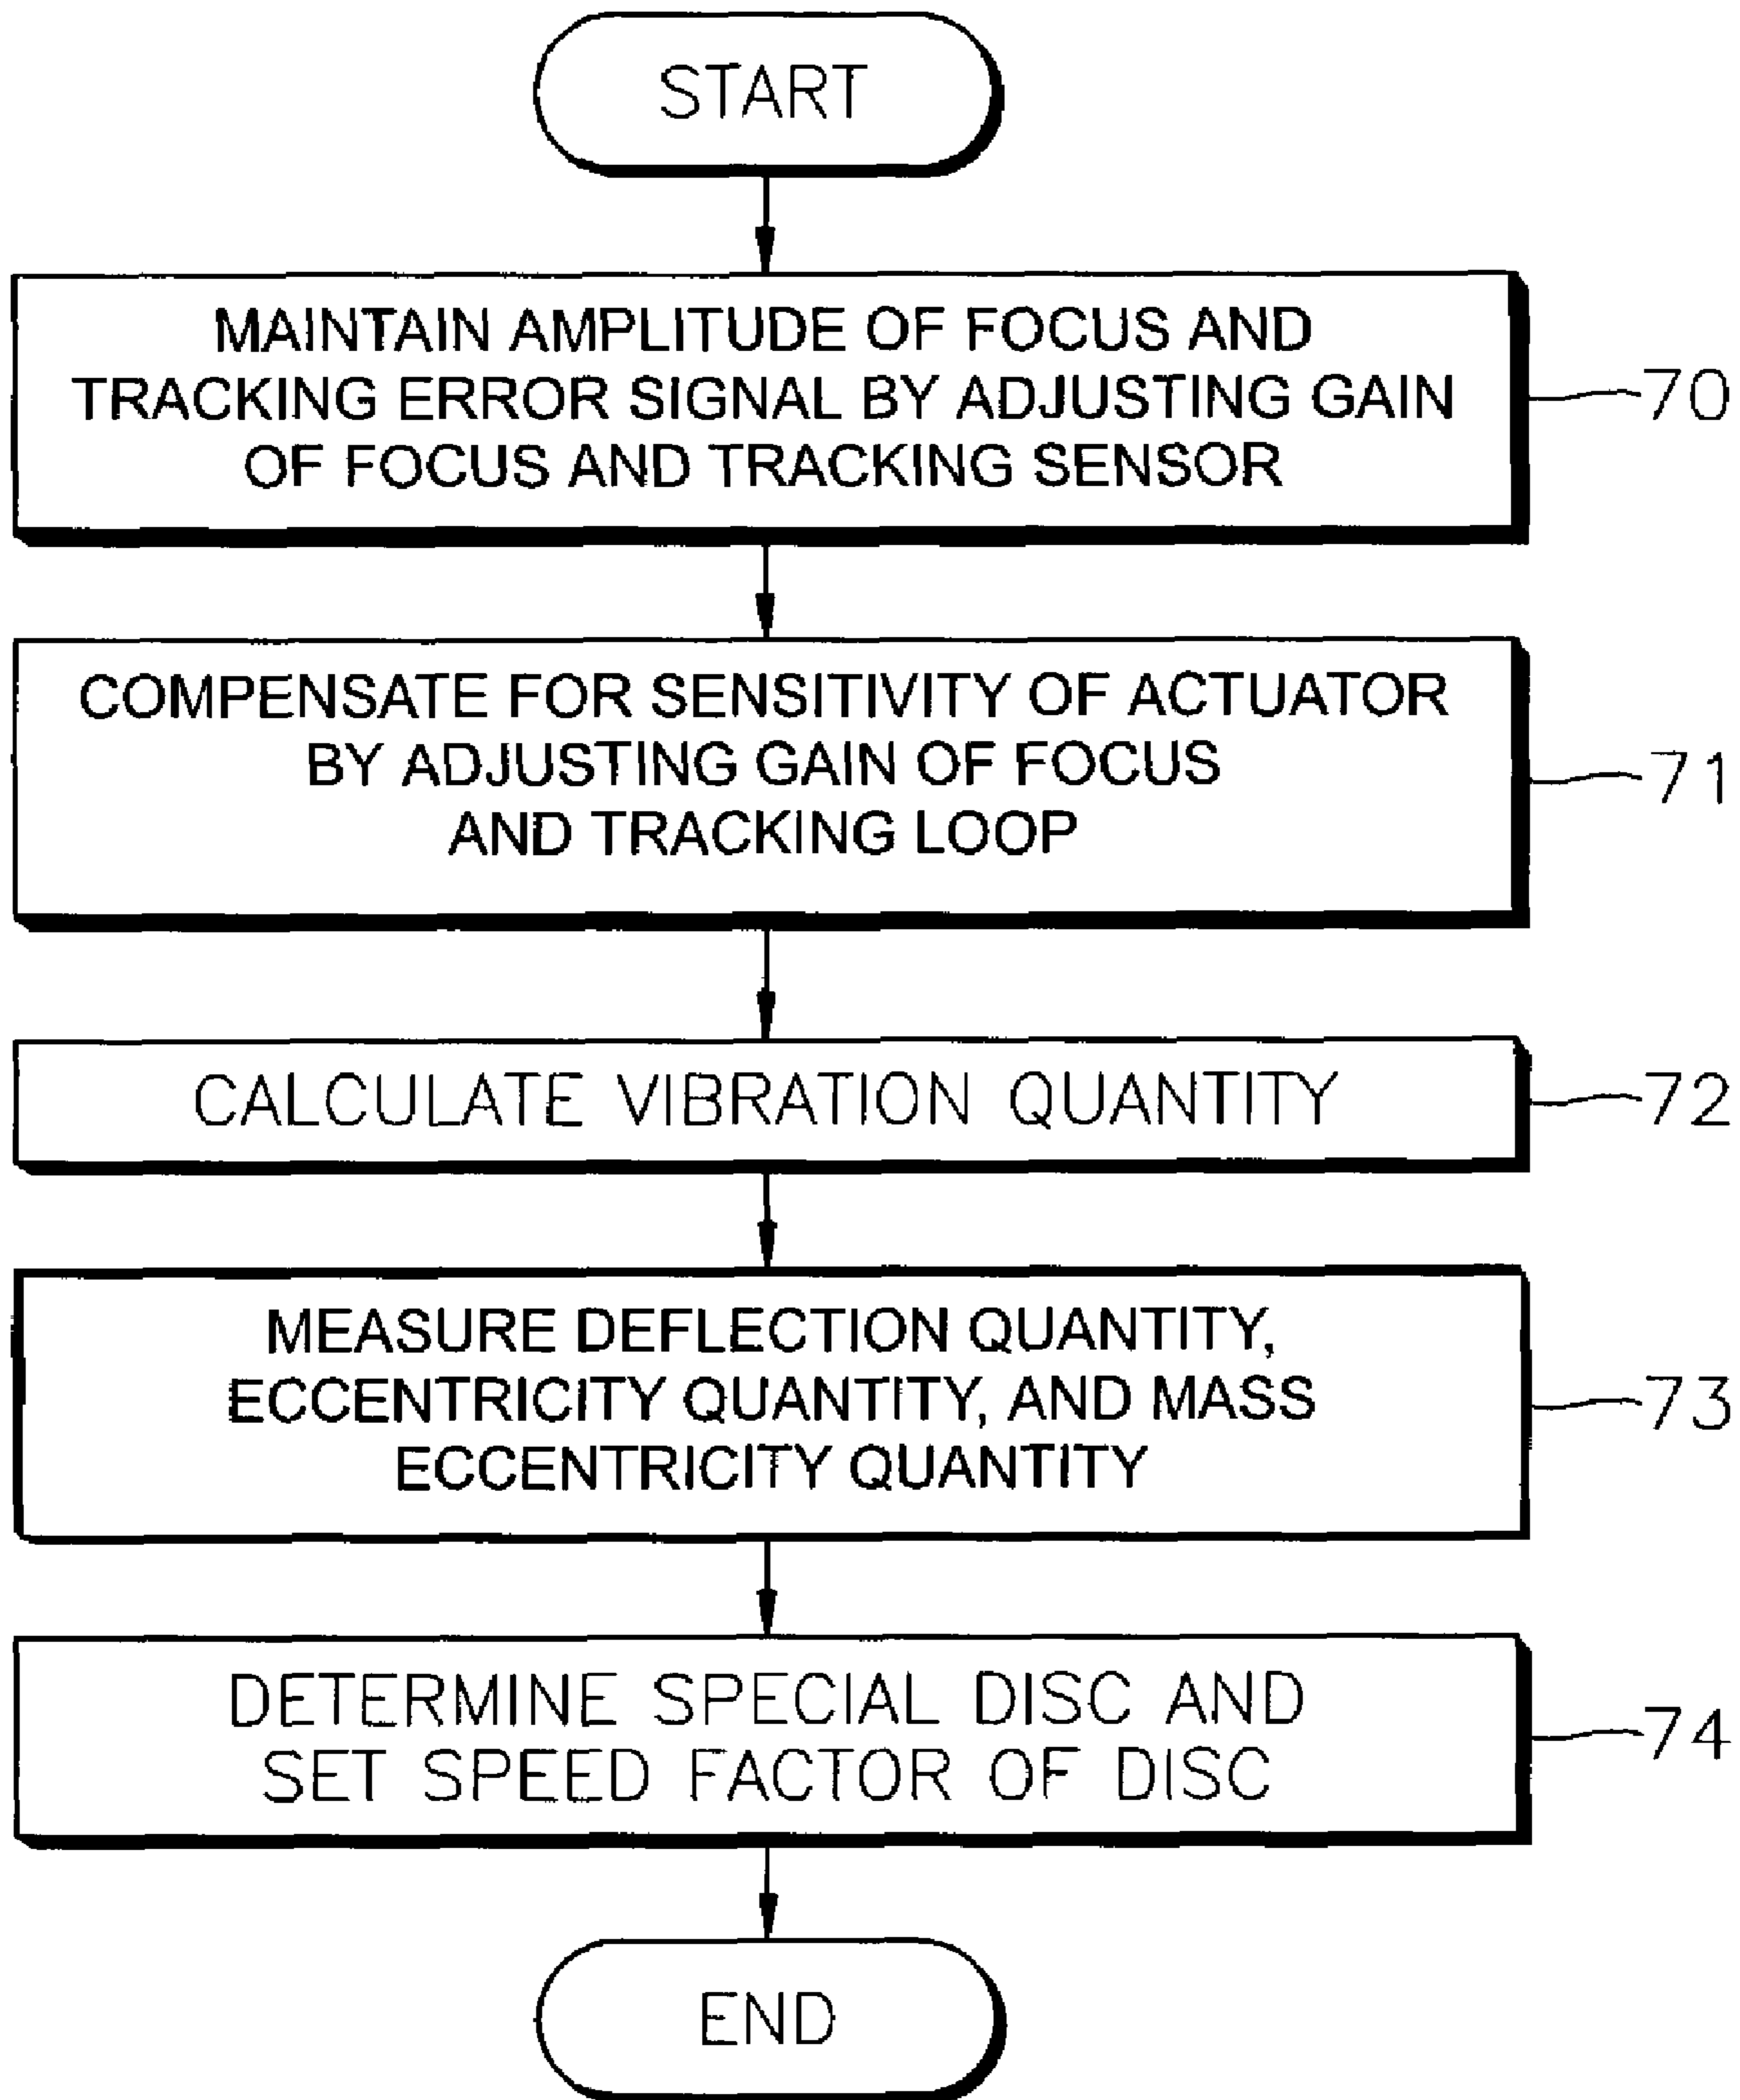 START
MAINTAIN AMPLITUDE OF FOCUS AND
TRACKING ERROR SIGNAL BY ADJUSTING GAIN
OF FOCUS AND TRACKING SENSOR
70
COMPENSATE FOR SENSITIVITY OF ACTUATOR
BY ADJUSTING GAIN OF FOCUS
AND TRACKING LOOP
71
CALCULATE VIBRATION QUANTITY
72
MEASURE DEFLECTION QUANTITY,
ECCENTRICITY QUANTITY, AND MASS
ECCENTRICITY QUANTITY
73
DETERMINE SPECIAL DISC AND
SET SPEED FACTOR OF DISC
74
END